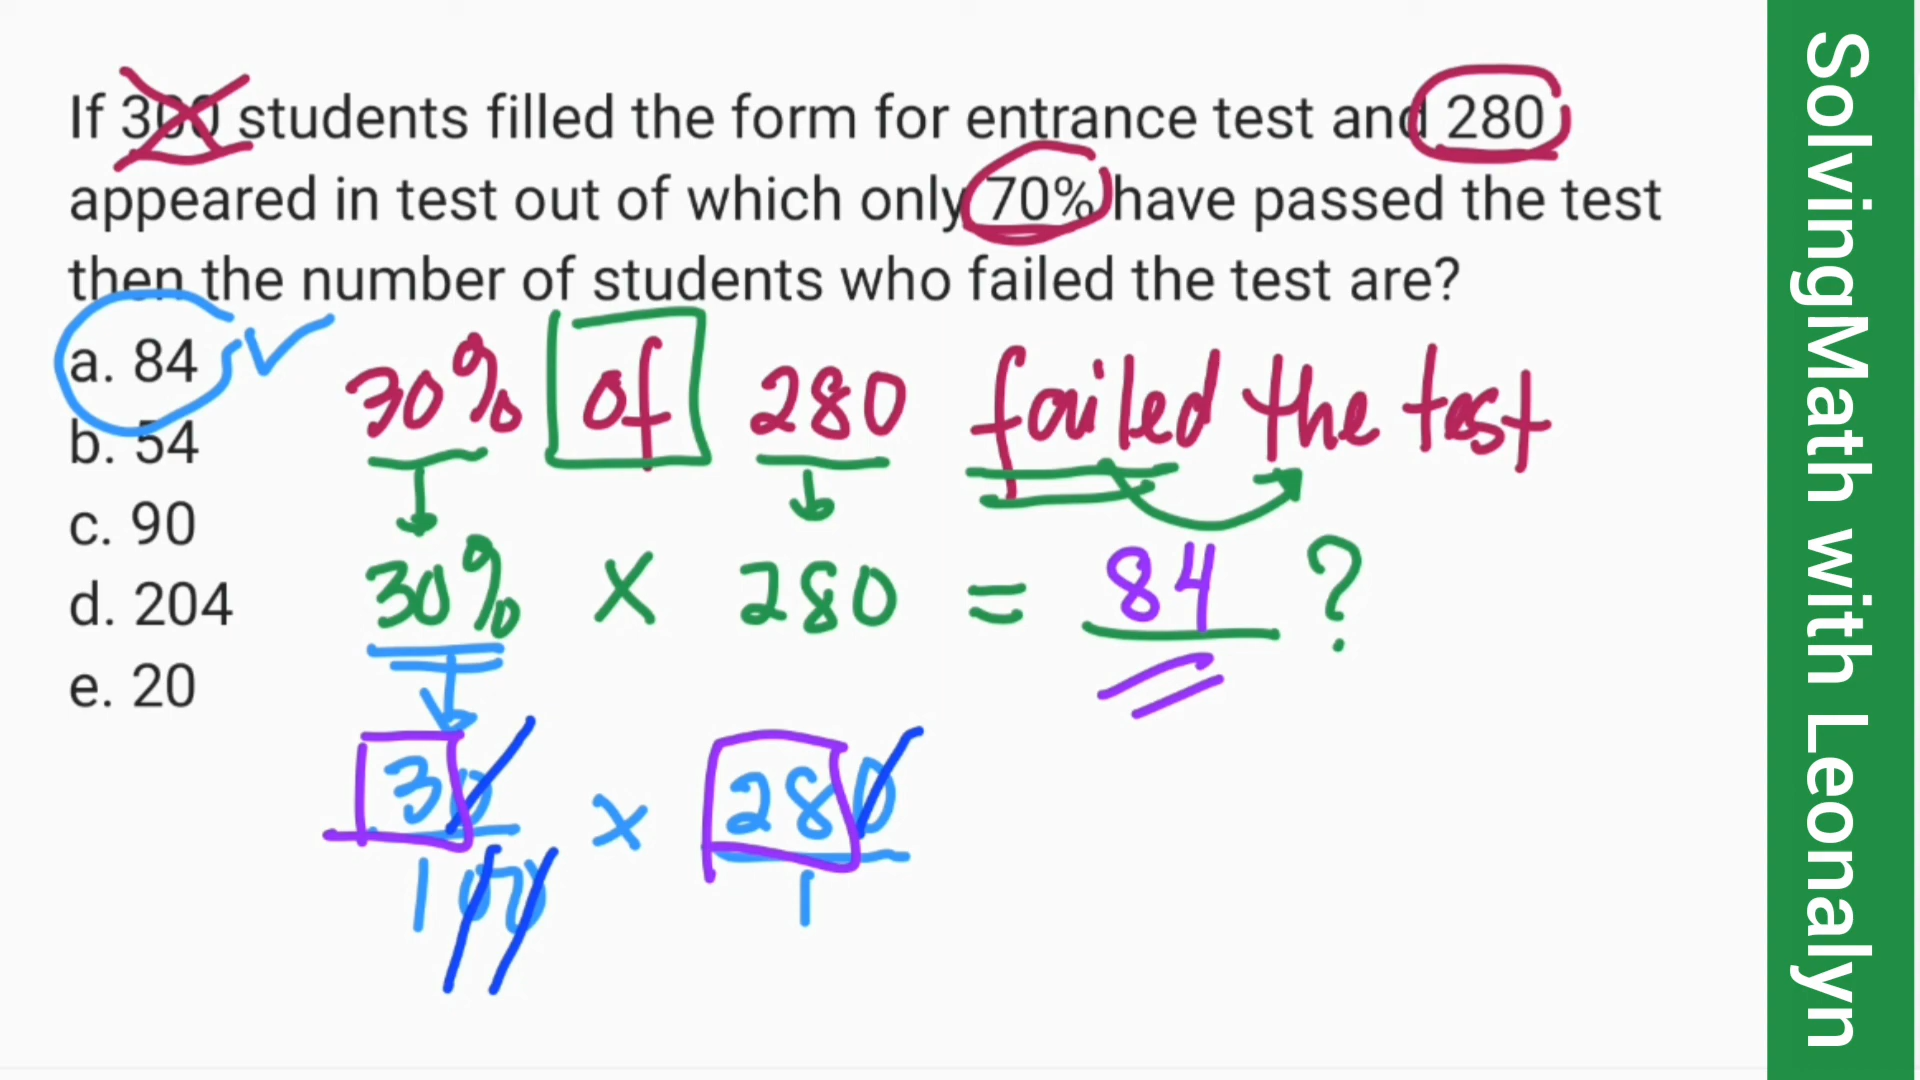 If 300 students filled the form for entrance test and 280
appeared in test out of which only 70% have passed the test
then the number of students who failed the test are?
a. 84
b. 54
c. 90
d. 204
e. 20
30% of 280 failed the test
30% x 280 = 84 ?
30 x 280
100 1
SolvingMath with Leonalyn